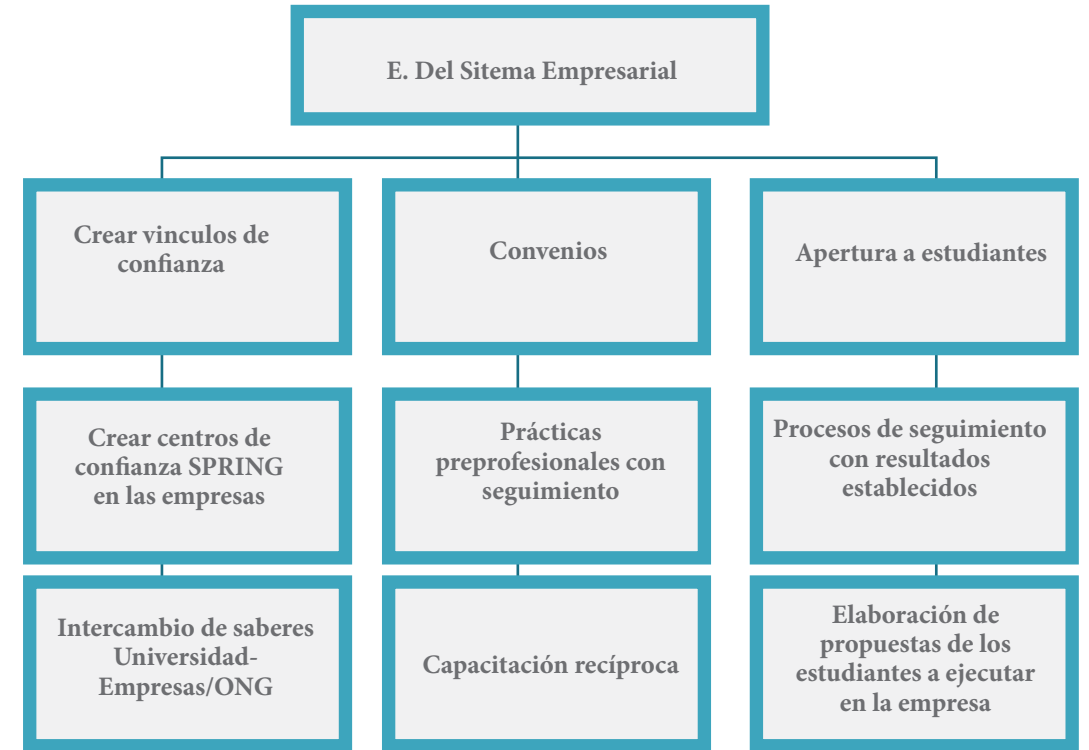 E. Del Sitema Empresarial
Crear vinculos de
confianza
Convenios
Apertura a estudiantes
Crear centros de
confianza SPRING
en las empresas
Prácticas
preprofesionales con
seguimiento
Procesos de seguimiento
con resultados
establecidos
Intercambio de saberes
Universidad-
Empresas/ONG
Capacitación recíproca
Elaboración de
propuestas de los
estudiantes a ejecutar
en la empresa